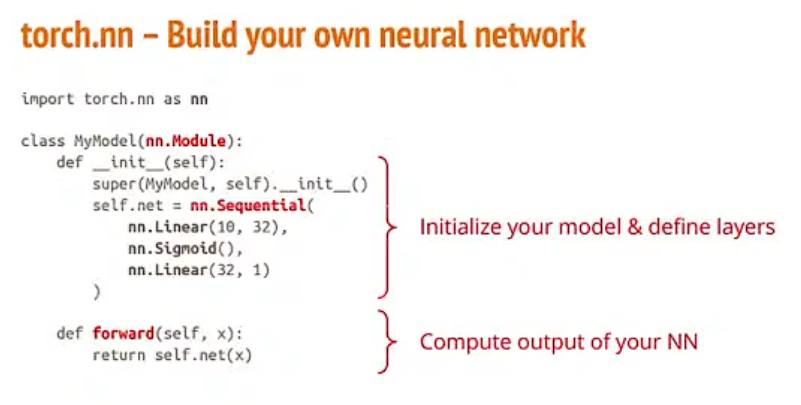 torch.nn – Build your own neural network
import torch.nn as nn
class MyModel(nn.Module):
    def __init__(self):
        super(MyModel, self).__init__()
        self.net = nn.Sequential(
            nn.Linear(10, 32),
            nn.Sigmoid(),
            nn.Linear(32, 1)
        )
Initialize your model & define layers
    def forward(self, x):
        return self.net(x)
Compute output of your NN